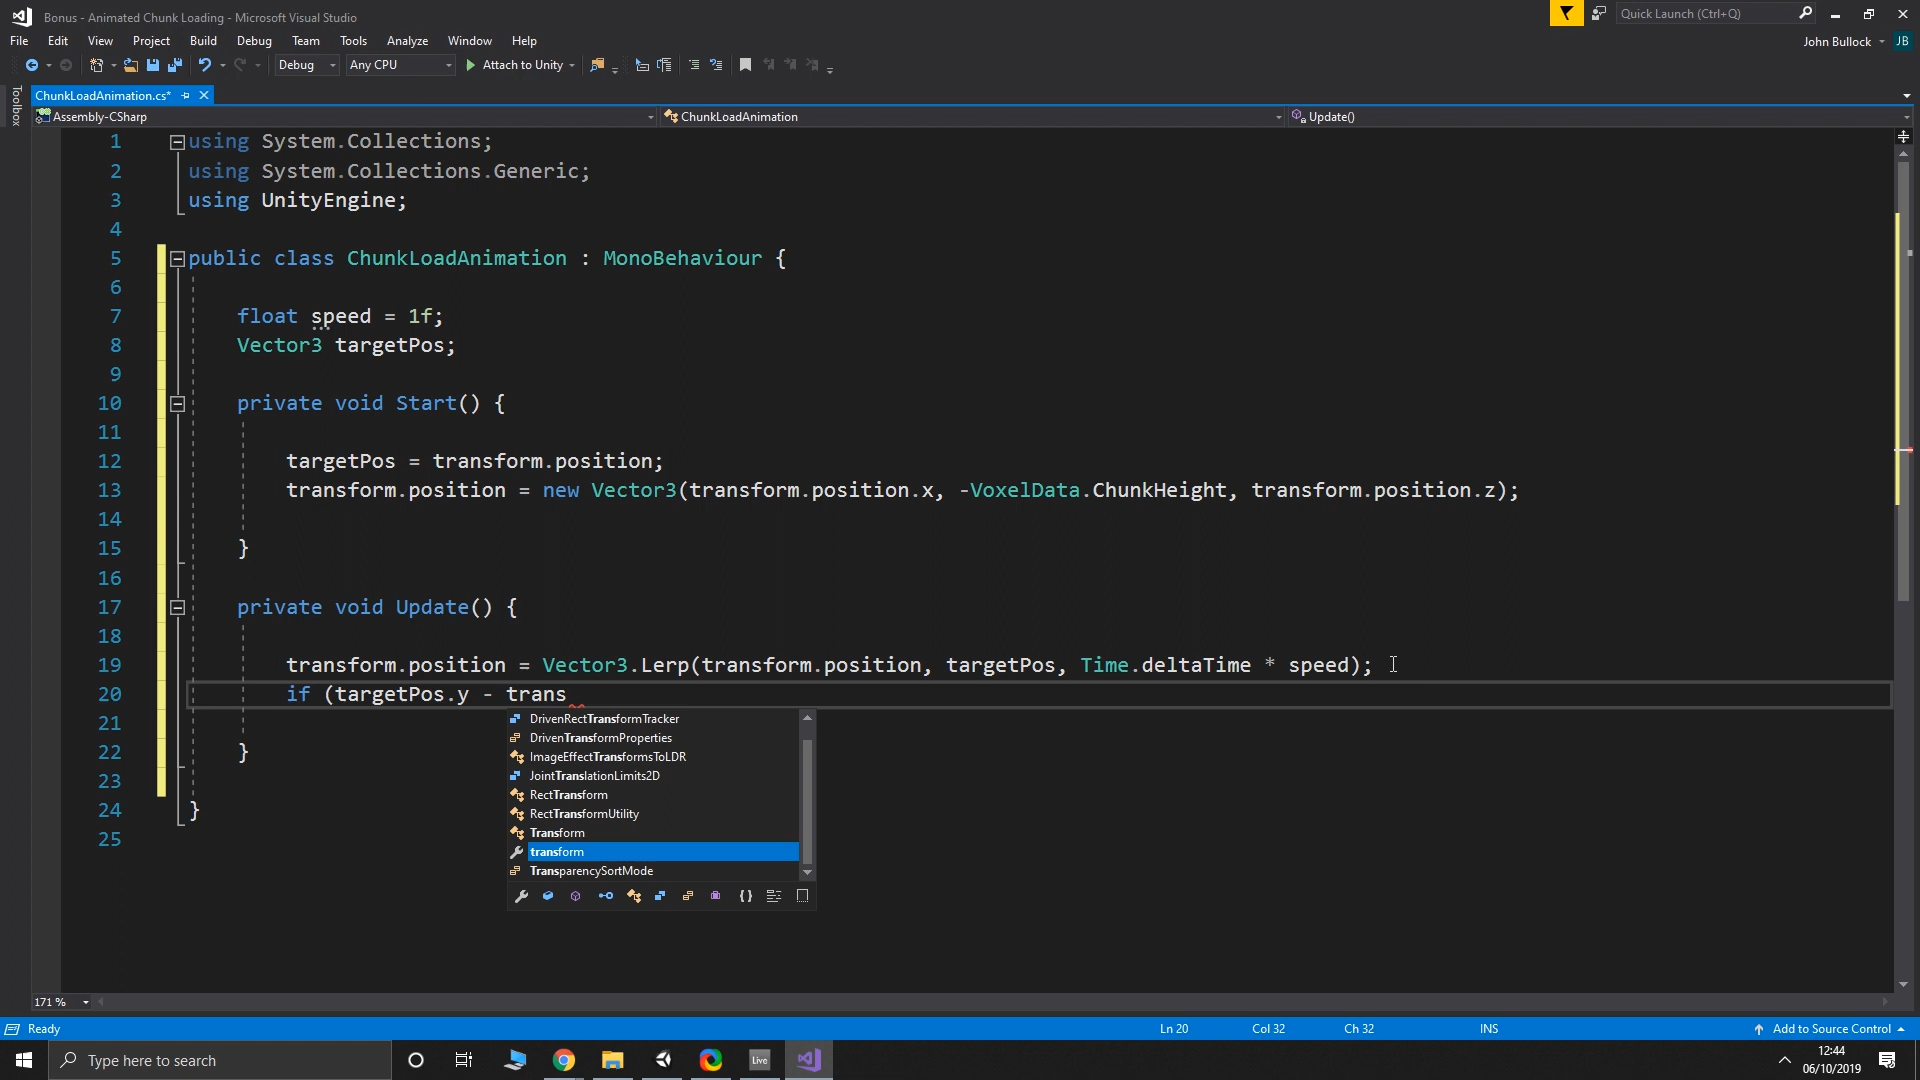 Bonus - Animated Chunk Loading - Microsoft Visual Studio
Quick Launch (Ctrl+Q)
File Edit View Project Build Debug Team Tools Analyze Window Help
John Bullock JB
Debug Any CPU Attach to Unity
Toolbox
ChunkLoadAnimation.cs*
Assembly-CSharp ChunkLoadAnimation Update()
1 using System.Collections;
2 using System.Collections.Generic;
3 using UnityEngine;
4
5 public class ChunkLoadAnimation : MonoBehaviour {
6
7 float speed = 1f;
8 Vector3 targetPos;
9
10 private void Start() {
11
12 targetPos = transform.position;
13 transform.position = new Vector3(transform.position.x, -VoxelData.ChunkHeight, transform.position.z);
14
15 }
16
17 private void Update() {
18
19 transform.position = Vector3.Lerp(transform.position, targetPos, Time.deltaTime * speed);
20 if (targetPos.y - trans
21
22 }
23
24 }
25
DrivenRectTransformTracker
DrivenTransformProperties
ImageEffectTransformsToLDR
JointTranslationLimits2D
RectTransform
RectTransformUtility
Transform
transform
TransparencySortMode
171 %
Ready Ln 20 Col 32 Ch 32 INS Add to Source Control
Type here to search
Live
12:44
06/10/2019